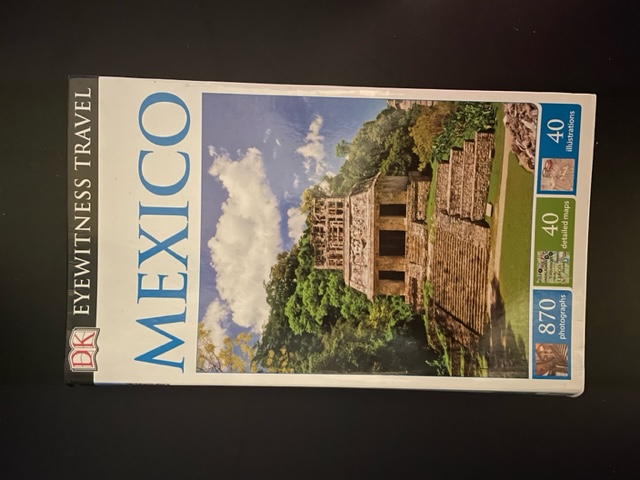 DK EYEWITNESS TRAVEL
MEXICO
870
photographs
40
detailed maps
40
illustrations